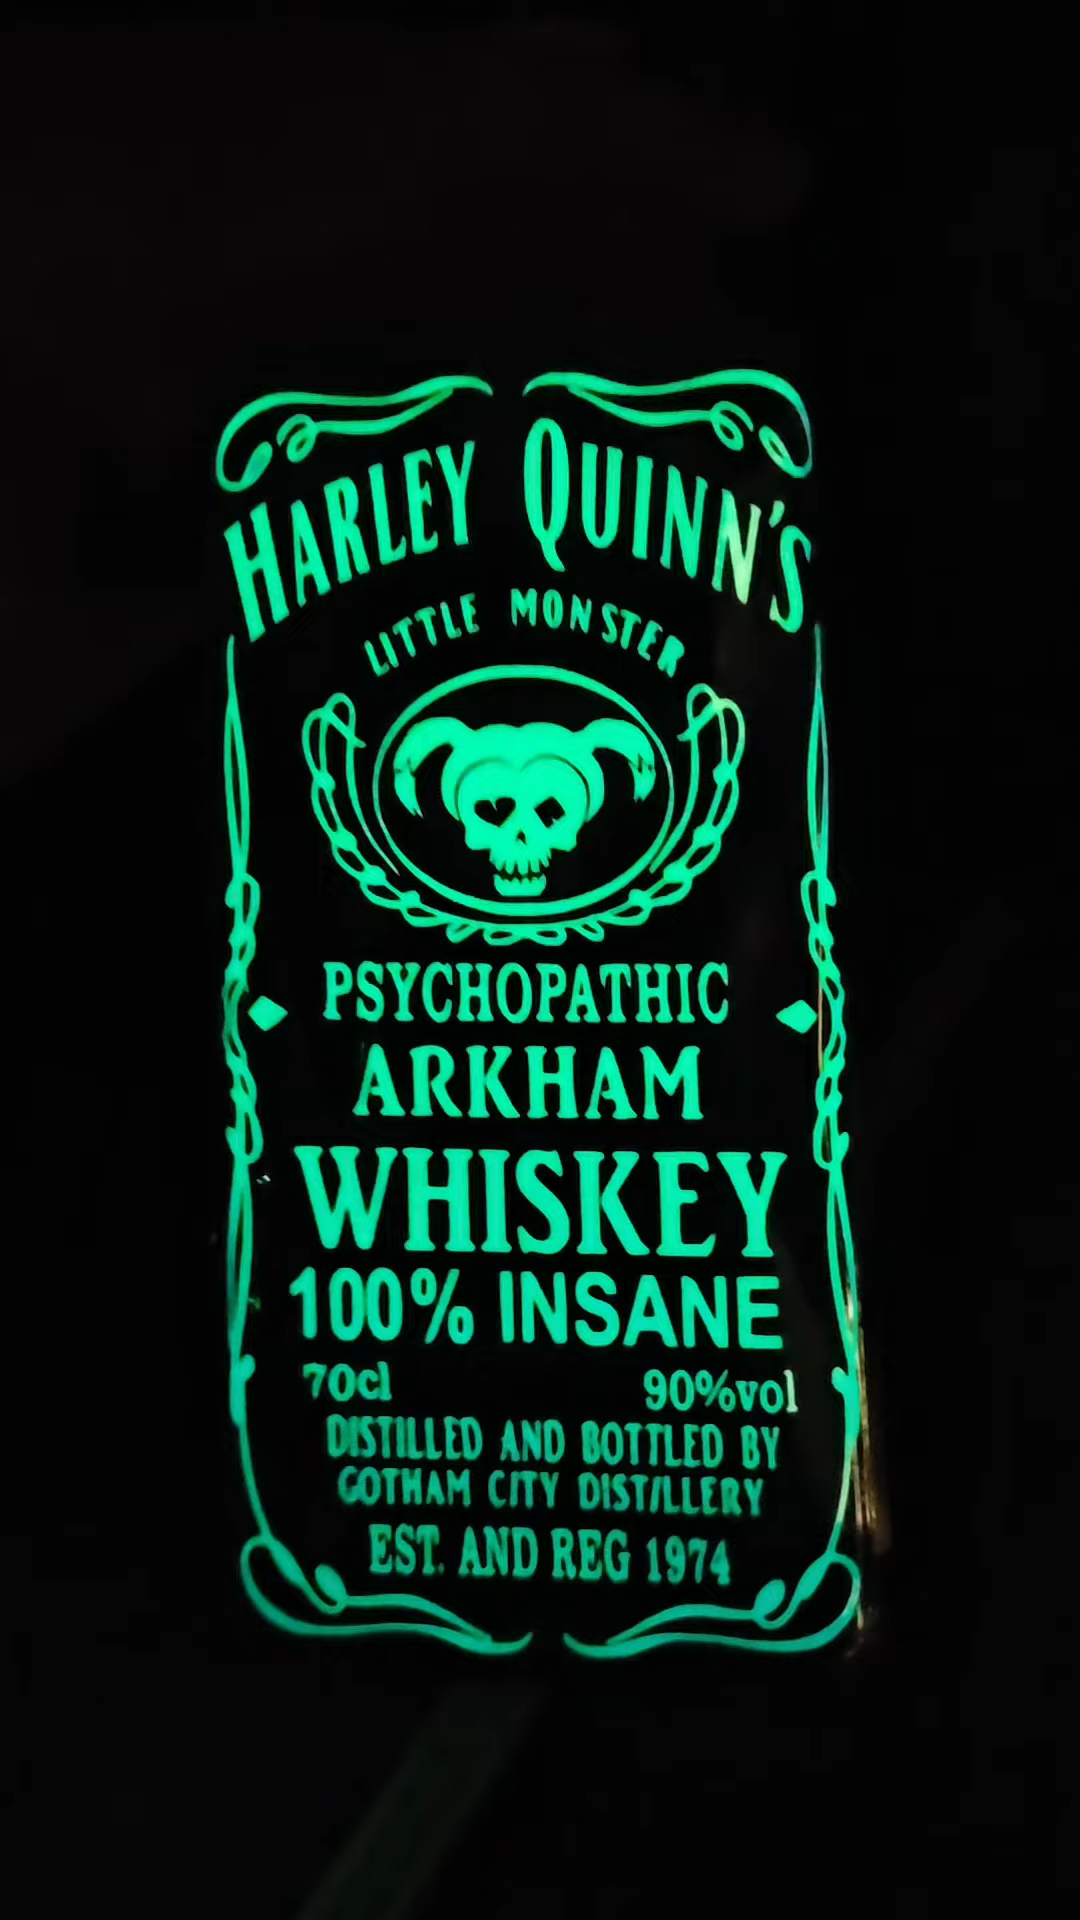 HARLEY QUINN'S
LITTLE MONSTER
PSYCHOPATHIC
ARKHAM
WHISKEY
100% INSANE
70cl 90%vol
DISTILLED AND BOTTLED BY
GOTHAM CITY DISTILLERY
EST. AND REG 1974